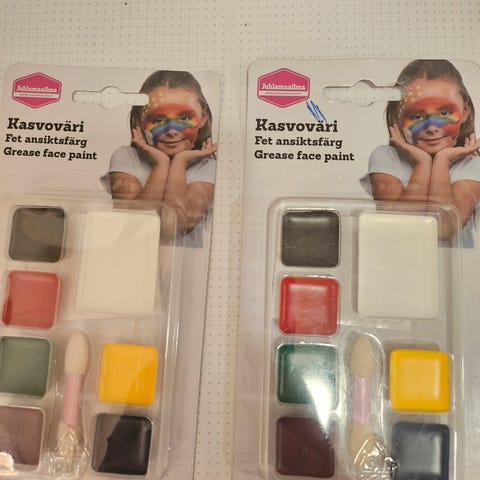 Juhlamaailma
Kasvoväri
Fet ansiktsfärg
Grease face paint
Juhlamaailma
Kasvoväri
Fet ansiktsfärg
Grease face paint